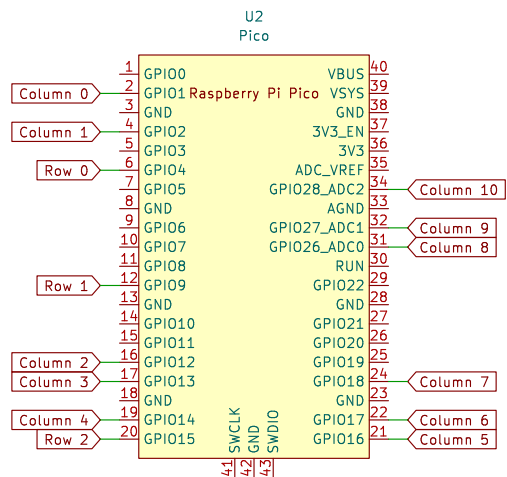 U2
Pico
1 GPIO0 VBUS 40
Column 0 2 GPIO1 Raspberry Pi Pico VSYS 39
3 GND GND 38
Column 1 4 GPIO2 3V3_EN 37
5 GPIO3 3V3 36
Row 0 6 GPIO4 ADC_VREF 35
7 GPIO5 GPIO28_ADC2 34 Column 10
8 GND AGND 33
9 GPIO6 GPIO27_ADC1 32 Column 9
10 GPIO7 GPIO26_ADC0 31 Column 8
11 GPIO8 RUN 30
Row 1 12 GPIO9 GPIO22 29
13 GND GND 28
14 GPIO10 GPIO21 27
15 GPIO11 GPIO20 26
Column 2 16 GPIO12 GPIO19 25
Column 3 17 GPIO13 GPIO18 24 Column 7
18 GND GND 23
Column 4 19 GPIO14 GPIO17 22 Column 6
Row 2 20 GPIO15 GPIO16 21 Column 5
SWCLK GND SWDIO
41 42 43